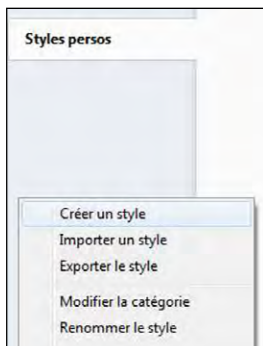 Styles persos
Créer un style
Importer un style
Exporter le style
Modifier la catégorie
Renommer le style